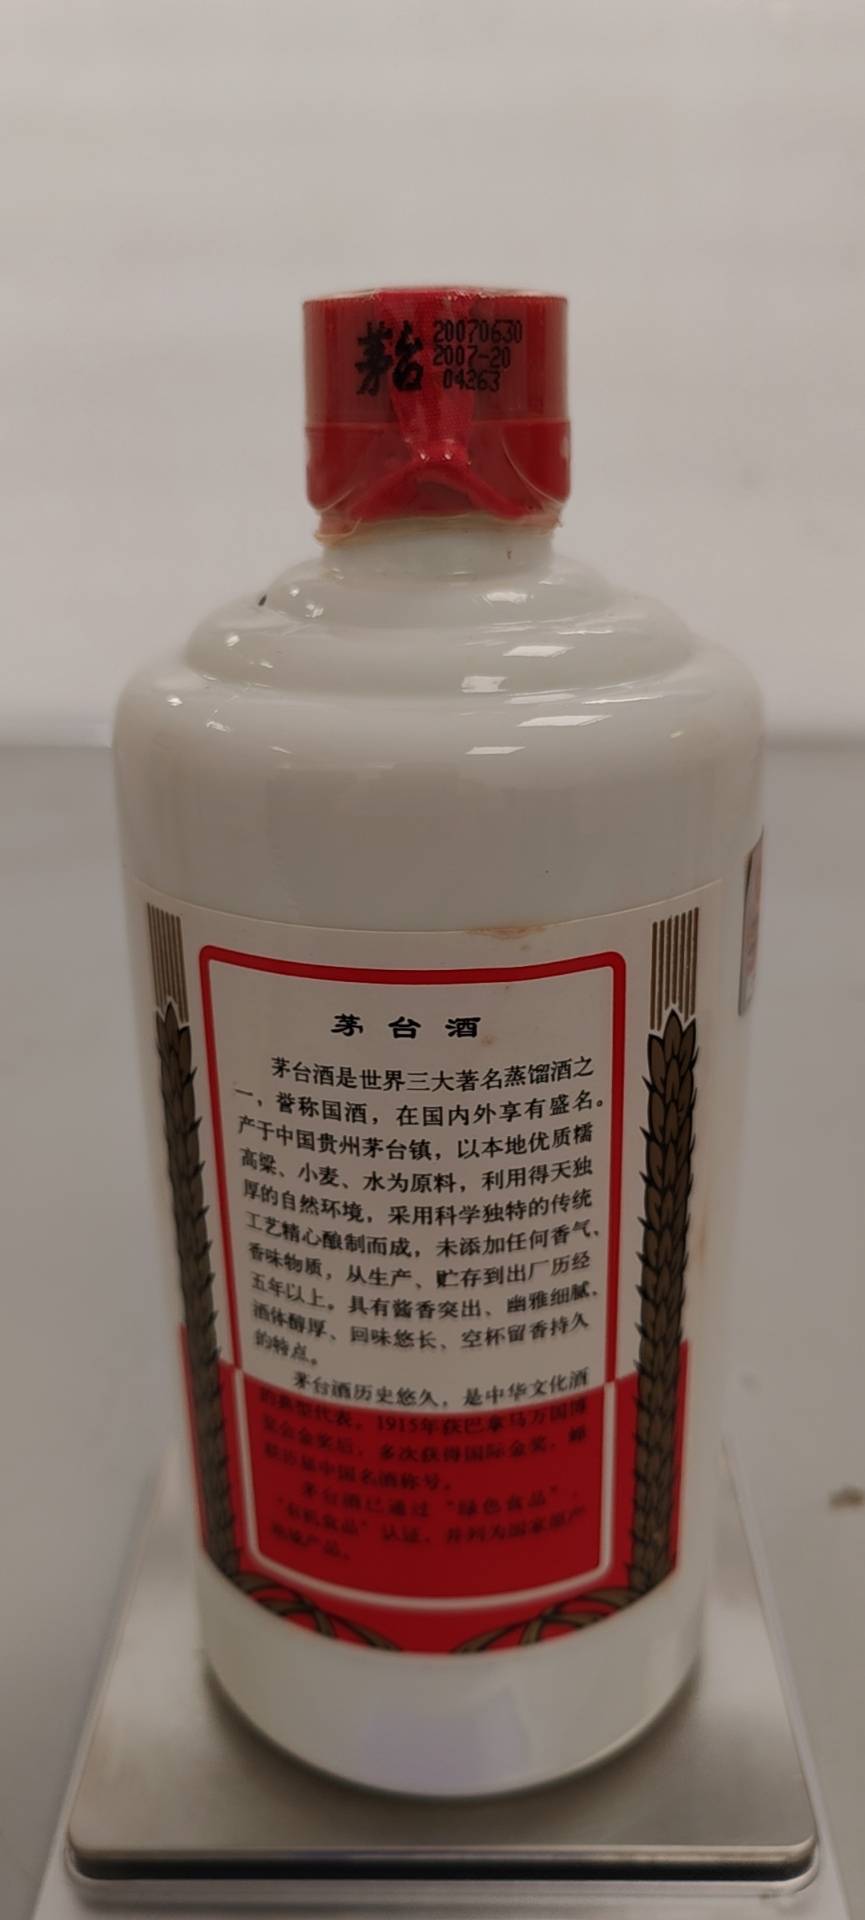 茅台
20070630
2007-20
04263
茅台酒
茅台酒是世界三大著名蒸馏酒之
一，誉称国酒，在国内外享有盛名。
产于中国贵州茅台镇，以本地优质糯
高粱、小麦、水为原料，利用得天独
厚的自然环境，采用科学独特的传统
工艺精心酿制而成，未添加任何香气、
香味物质，从生产、贮存到出厂历经
五年以上。具有酱香突出、幽雅细腻、
酒体醇厚、回味悠长、空杯留香持久
的特点。
茅台酒历史悠久，是中华文化酒
的典型代表。1915年获巴拿马万国博
览会金奖后，多次获得国际金奖，蝉
联历届中国名酒称号。
茅台酒已通过“绿色食品”、
“有机食品”认证，并列为国家原产
地域产品。